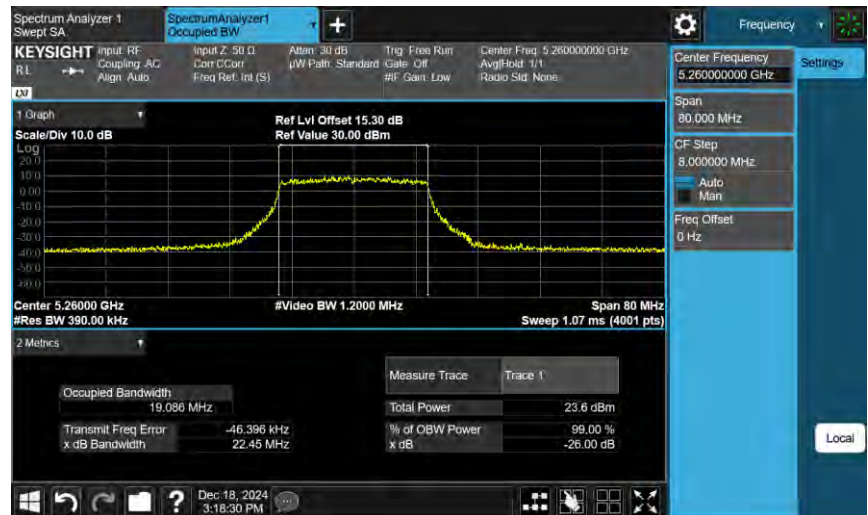 Spectrum Analyzer 1
Swept SA
SpectrumAnalyzer1
Occupied BW
Frequency
KEYSIGHT
RL
LXI
Input: RF
Coupling: AC
Align: Auto
Input Z: 50 Ω
Corr CCorr
Freq Ref: Int (S)
Atten: 30 dB
µW Path: Standard
Trig: Free Run
Gate: Off
#IF Gain: Low
Center Freq: 5.260000000 GHz
Avg|Hold: 1/1
Radio Std: None
Center Frequency
5.260000000 GHz
Settings
Span
80.000 MHz
CF Step
8.000000 MHz
Auto
Man
Freq Offset
0 Hz
Local
1 Graph
Scale/Div 10.0 dB
Ref Lvl Offset 15.30 dB
Ref Value 30.00 dBm
Log
20.0
10.0
0.00
-10.0
-20.0
-30.0
-40.0
-50.0
-60.0
Center 5.26000 GHz
#Res BW 390.00 kHz
#Video BW 1.2000 MHz
Span 80 MHz
Sweep 1.07 ms (4001 pts)
2 Metrics
Measure Trace Trace 1
Occupied Bandwidth
19.086 MHz
Total Power 23.6 dBm
Transmit Freq Error -46.396 kHz
% of OBW Power 99.00 %
x dB Bandwidth 22.45 MHz
x dB -26.00 dB
?
Dec 18, 2024
3:18:30 PM